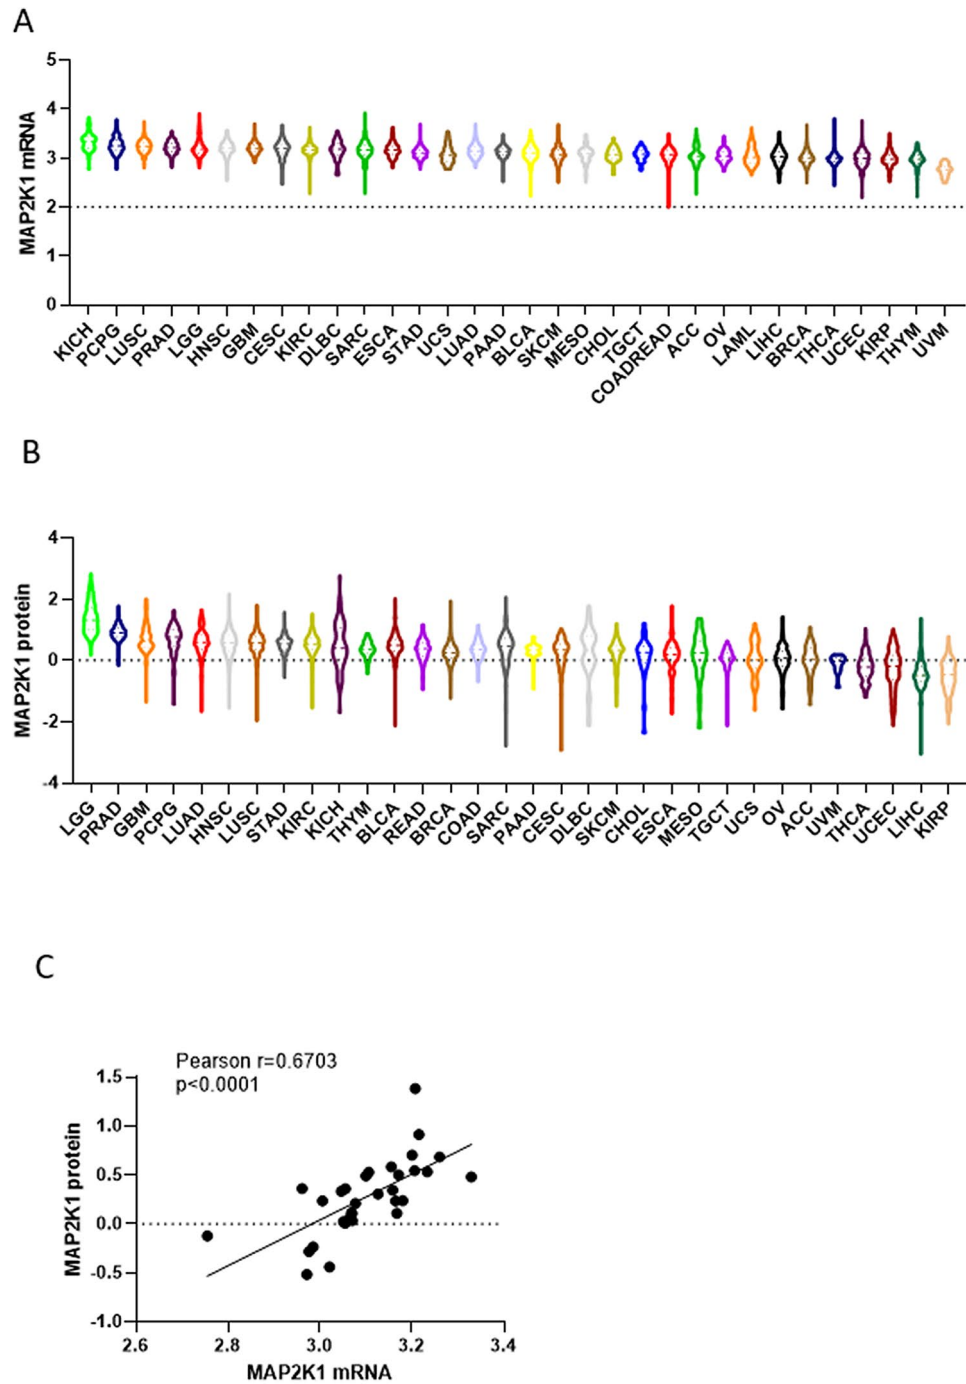 A
MAP2K1 mRNA
5
4
3
2
1
0
KICH PCPG LUSC PRAD LGG HNSC GBM CESC KIRC DLBC SARC ESCA STAD UCS LUAD PAAD BLCA SKCM MESO CHOL TGCT COADREAD ACC OV LAML LIHC BRCA THCA UCEC KIRP THYM UVM
B
MAP2K1 protein
4
2
0
-2
-4
LGG PRAD GBM PCPG LUAD HNSC LUSC STAD KIRC KICH THYM BLCA READ BRCA COAD SARC PAAD CESC DLBC SKCM CHOL ESCA MESO TGCT UCS OV ACC UVM THCA UCEC LIHC KIRP
C
Pearson r=0.6703
p<0.0001
MAP2K1 protein
1.5
1.0
0.5
0.0
-0.5
-1.0
2.6 2.8 3.0 3.2 3.4
MAP2K1 mRNA